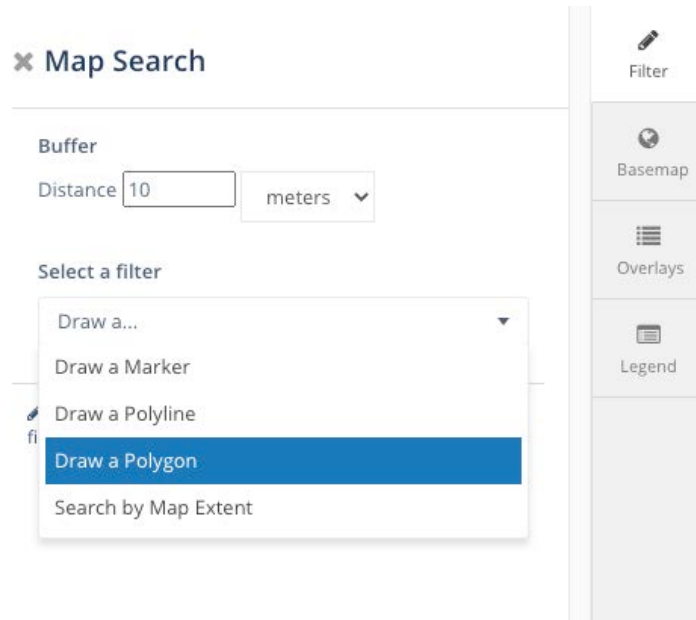 Map Search
Filter
Buffer
Distance 10 meters
Basemap
Select a filter
Overlays
Draw a...
Draw a Marker
Legend
Draw a Polyline
fi
Draw a Polygon
Search by Map Extent